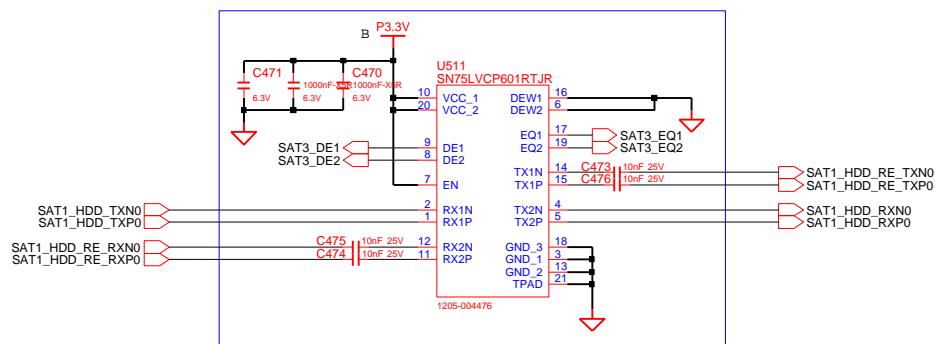 B P3.3V
U511
SN75LVCP601RTJR
C471 C470
1000nF-X5R 1000nF-X5R
6.3V 6.3V 6.3V
10 VCC_1 DEW1 16
20 VCC_2 DEW2 6
EQ1 17 SAT3_EQ1
SAT3_DE1 9 DE1 EQ2 19 SAT3_EQ2
SAT3_DE2 8 DE2
TX1N 14 C473 10nF 25V SAT1_HDD_RE_TXN0
7 EN TX1P 15 C476 10nF 25V SAT1_HDD_RE_TXP0
SAT1_HDD_TXN0 2 RX1N TX2N 4 SAT1_HDD_RXN0
SAT1_HDD_TXP0 1 RX1P TX2P 5 SAT1_HDD_RXP0
SAT1_HDD_RE_RXN0 C475 10nF 25V 12 RX2N GND_3 18
SAT1_HDD_RE_RXP0 C474 10nF 25V 11 RX2P GND_1 3
GND_2 13
TPAD 21
1205-004476